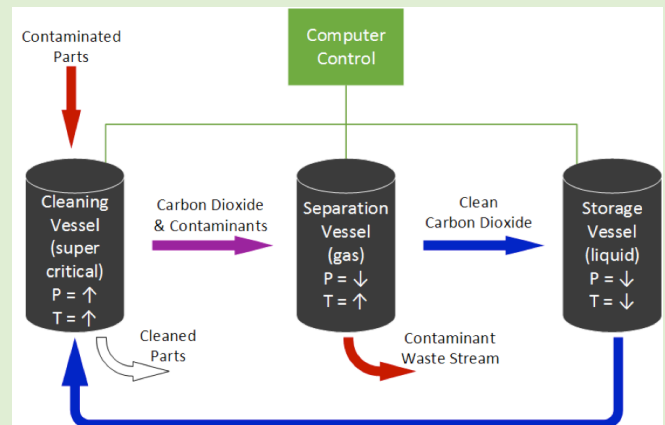 Contaminated
Parts
Computer
Control
Cleaning
Vessel
(super
critical)
P = ↑
T = ↑
Carbon Dioxide
& Contaminants
Separation
Vessel
(gas)
P = ↓
T = ↑
Clean
Carbon Dioxide
Storage
Vessel
(liquid)
P = ↓
T = ↓
Cleaned
Parts
Contaminant
Waste Stream